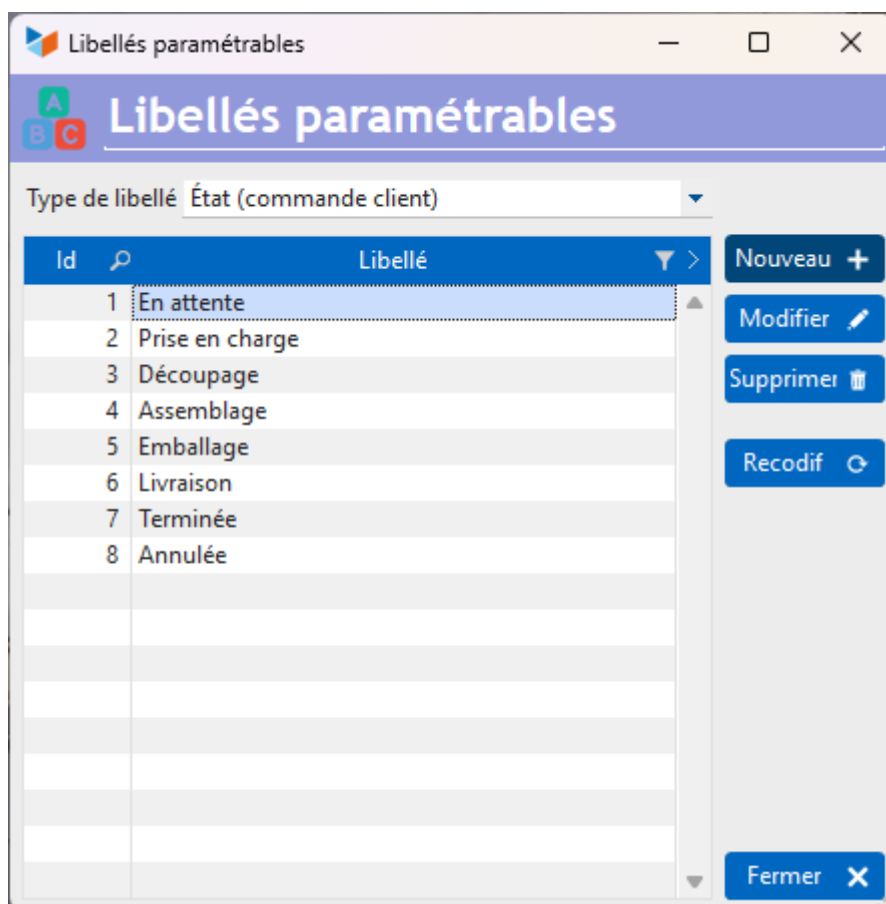 Libellés paramétrables
A
B C
Libellés paramétrables
Type de libellé État (commande client)
Id Libellé
1 En attente
2 Prise en charge
3 Découpage
4 Assemblage
5 Emballage
6 Livraison
7 Terminée
8 Annulée
Nouveau
Modifier
Supprimer
Recodif
Fermer